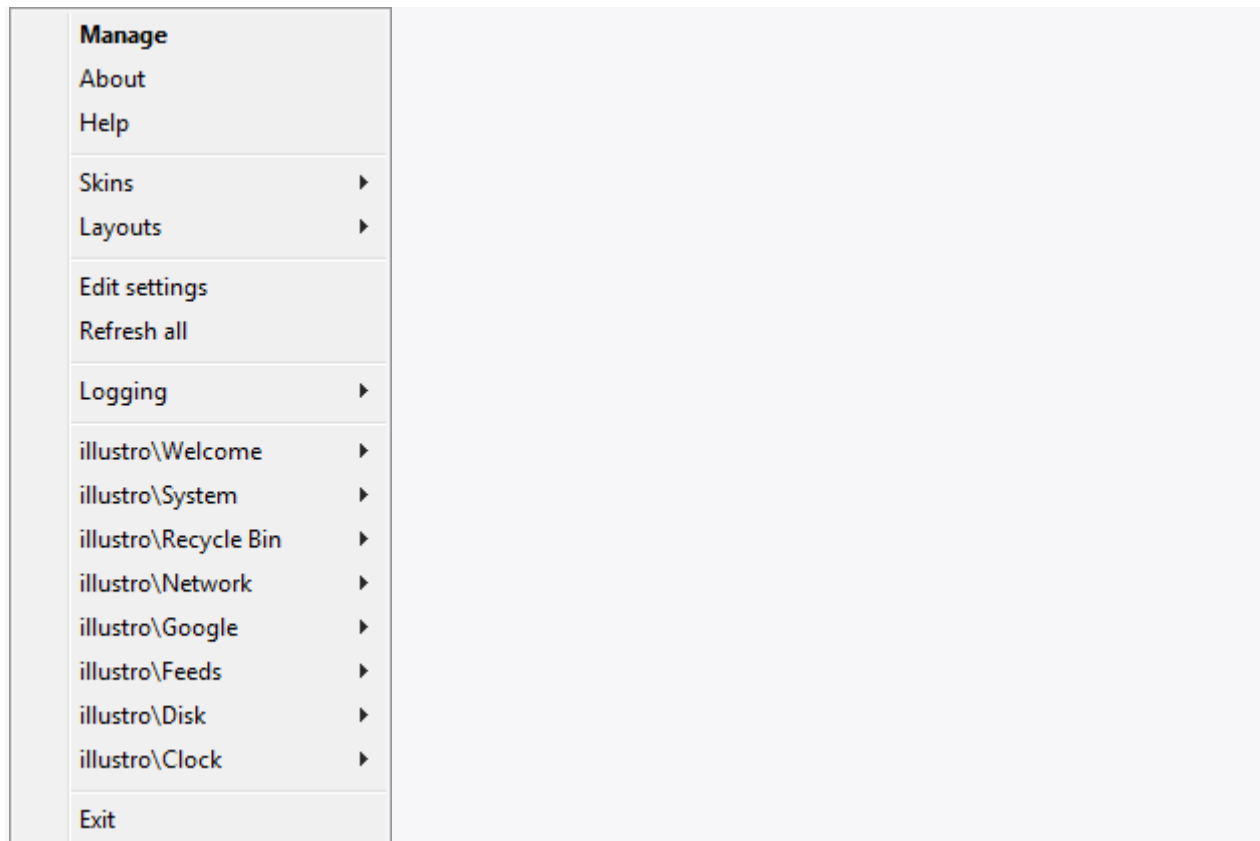 Manage
About
Help
Skins
Layouts
Edit settings
Refresh all
Logging
illustro\Welcome
illustro\System
illustro\Recycle Bin
illustro\Network
illustro\Google
illustro\Feeds
illustro\Disk
illustro\Clock
Exit